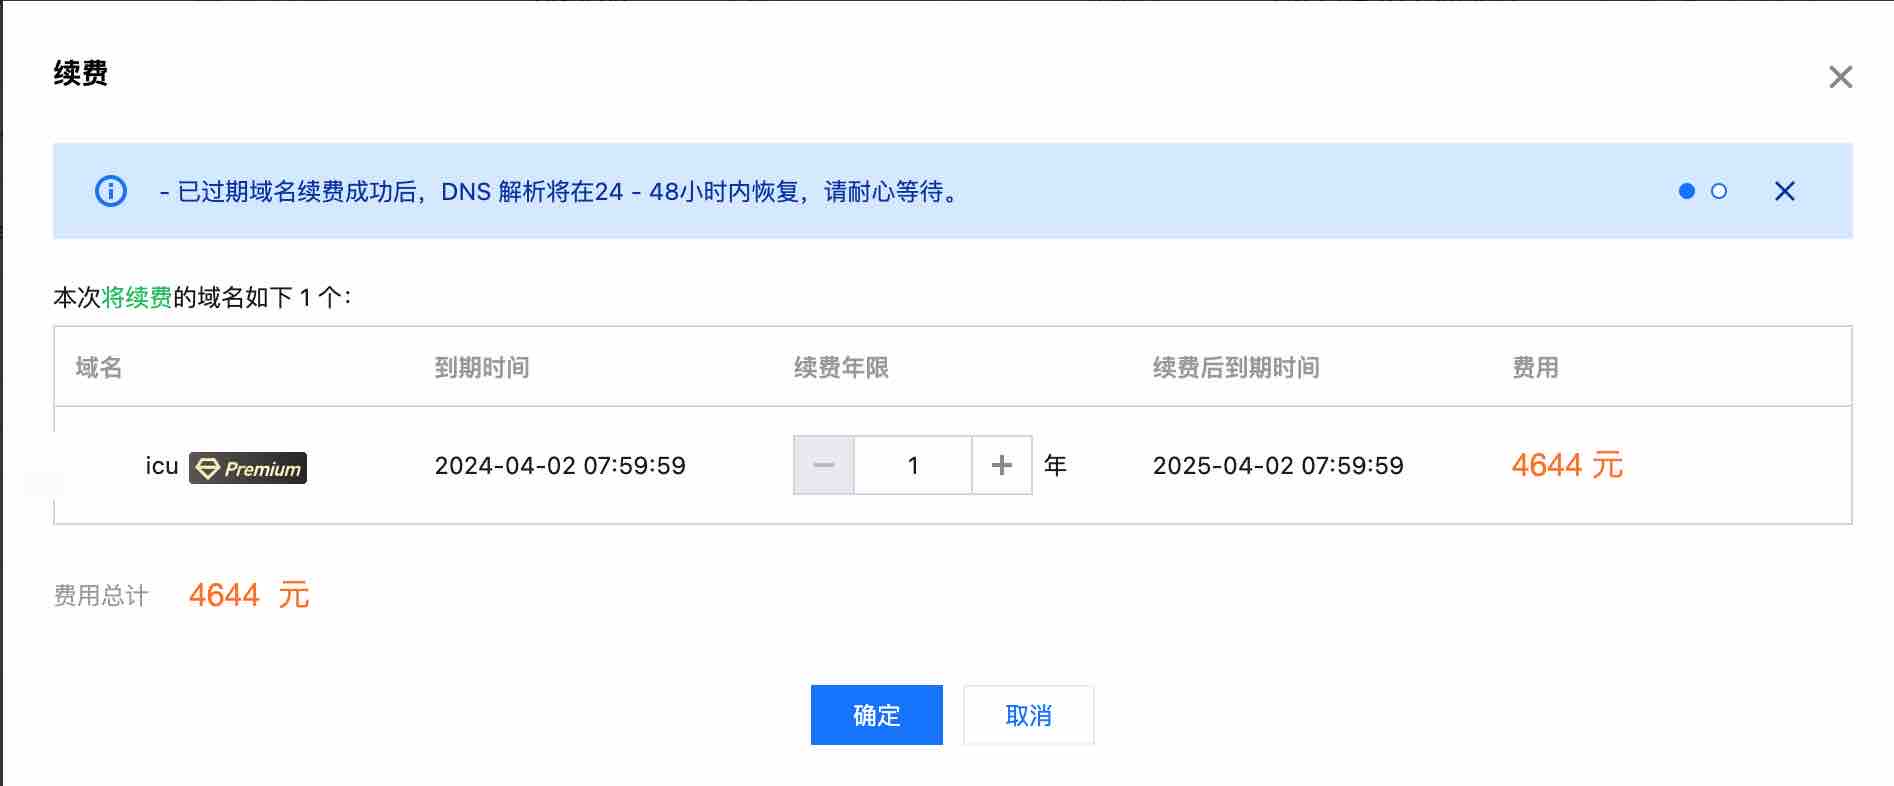 续费
- 已过期域名续费成功后，DNS 解析将在24 - 48小时内恢复，请耐心等待。
本次将续费的域名如下 1 个：
域名 到期时间 续费年限 续费后到期时间 费用
icu Premium 2024-04-02 07:59:59 1 年 2025-04-02 07:59:59 4644 元
费用总计 4644 元
确定 取消